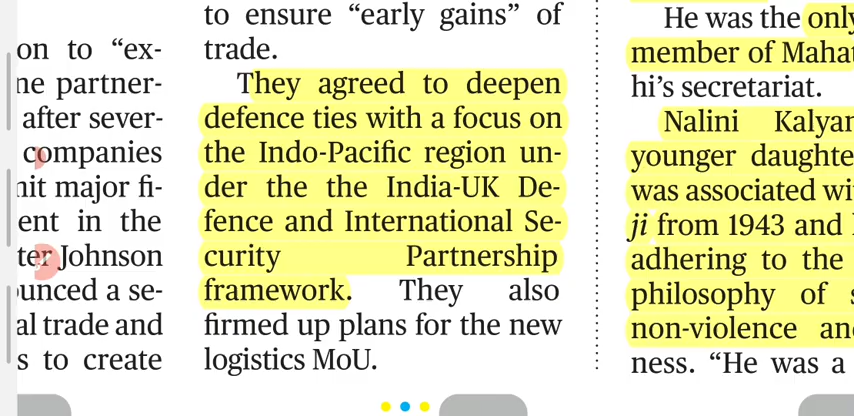 on to “ex-
ne partner-
after sever-
companies
nit major fi-
ent in the
ter Johnson
ounced a se-
al trade and
s to create
to ensure “early gains” of
trade.
They agreed to deepen
defence ties with a focus on
the Indo-Pacific region un-
der the the India-UK De-
fence and International Se-
curity Partnership
framework. They also
firmed up plans for the new
logistics MoU.
He was the only
member of Mahat
hi’s secretariat.
Nalini Kalyan
younger daughte
was associated wi
ji from 1943 and
adhering to the
philosophy of s
non-violence an
ness. “He was a